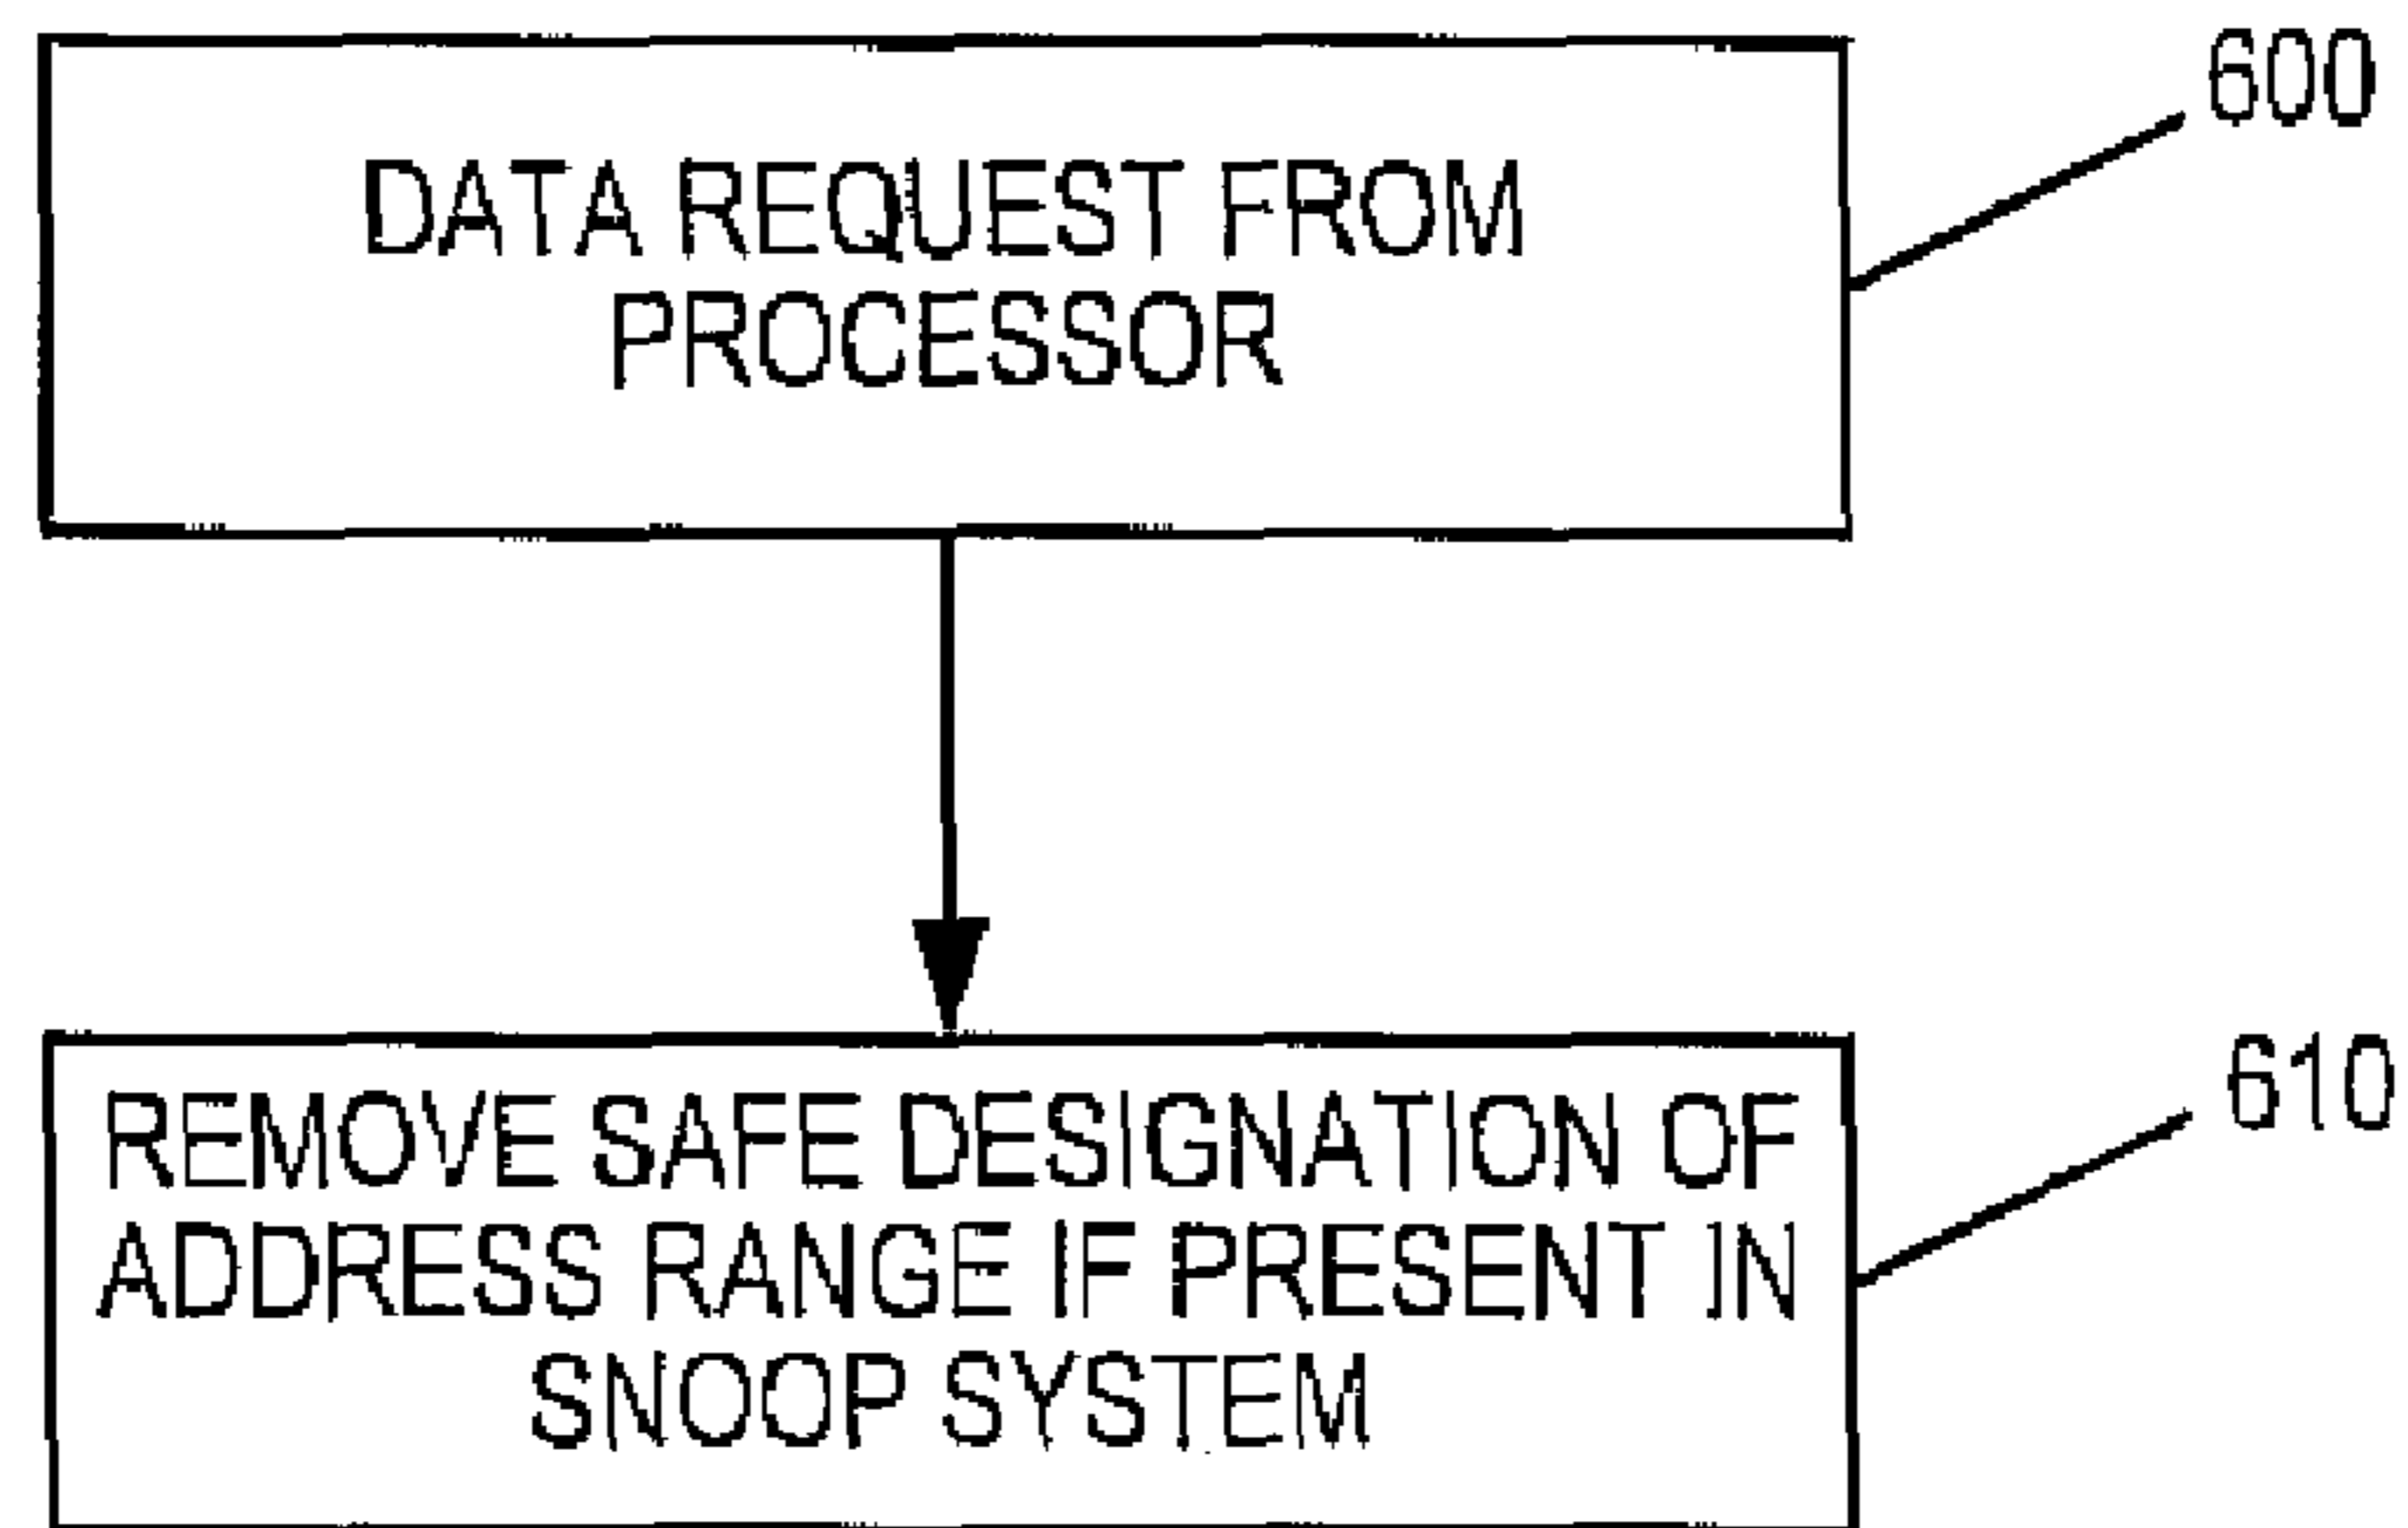 600
DATA REQUEST FROM
PROCESSOR
610
REMOVE SAFE DESIGNATION OF
ADDRESS RANGE IF PRESENT IN
SNOOP SYSTEM